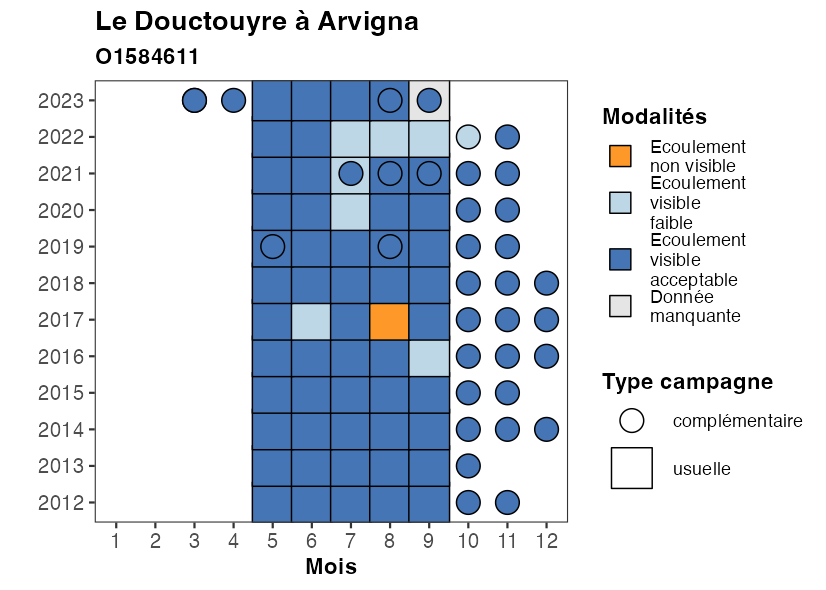 Le Douctouyre à Arvigna
O1584611
2023
2022
2021
2020
2019
2018
2017
2016
2015
2014
2013
2012
1 2 3 4 5 6 7 8 9 10 11 12
Mois
Modalités
Ecoulement
non visible
Ecoulement
visible
faible
Ecoulement
visible
acceptable
Donnée
manquante
Type campagne
complémentaire
usuelle